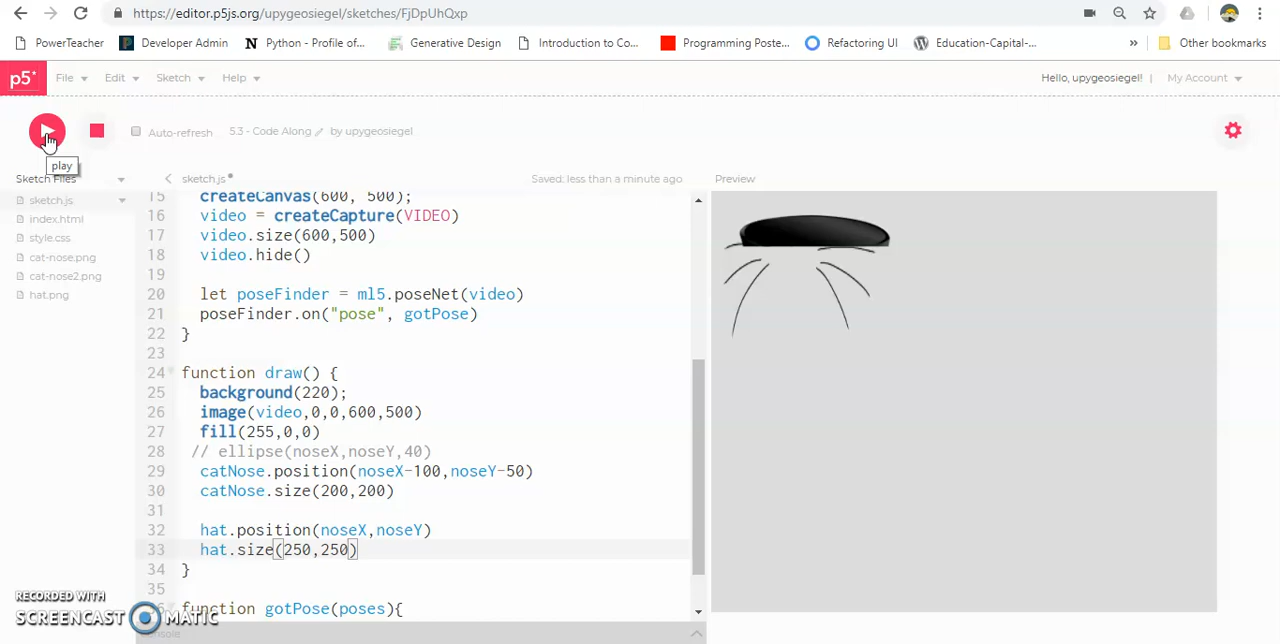 https://editor.p5js.org/upygeosiegel/sketches/FjDpUhQxp
PowerTeacher Developer Admin Python - Profile of... Generative Design Introduction to Co... Programming Poste... Refactoring UI Education-Capital-... » Other bookmarks
p5* File Edit Sketch Help Hello, upygeosiegel! | My Account
Auto-refresh 5.3 - Code Along by upygeosiegel
play
Sketch Files sketch.js Saved: less than a minute ago Preview
sketch.js
index.html
style.css
cat-nose.png
cat-nose2.png
hat.png
15 createCanvas(600, 500);
16 video = createCapture(VIDEO)
17 video.size(600,500)
18 video.hide()
19
20 let poseFinder = ml5.poseNet(video)
21 poseFinder.on("pose", gotPose)
22 }
23
24 function draw() {
25 background(220);
26 image(video,0,0,600,500)
27 fill(255,0,0)
28 // ellipse(noseX,noseY,40)
29 catNose.position(noseX-100,noseY-50)
30 catNose.size(200,200)
31
32 hat.position(noseX,noseY)
33 hat.size(250,250)
34 }
35
function gotPose(poses){
Console
RECORDED WITH
SCREENCAST MATIC